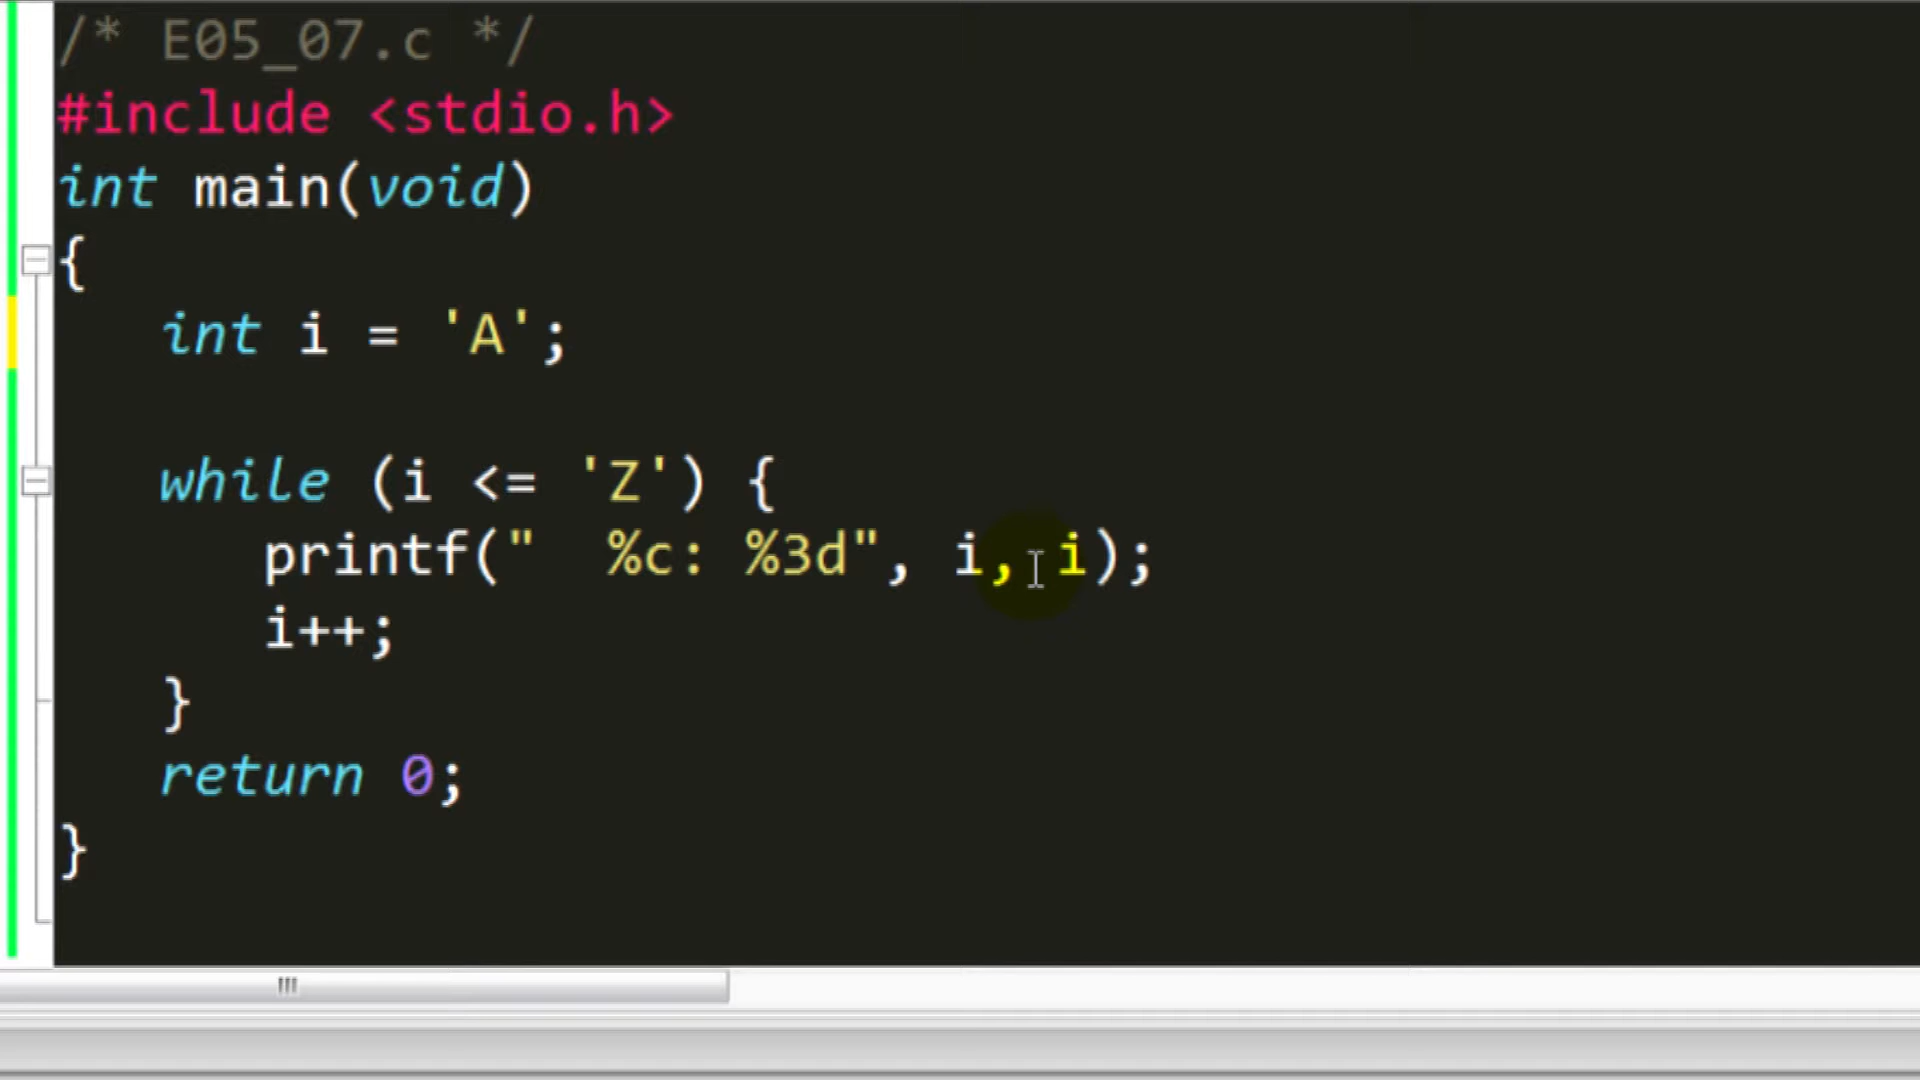 /* E05_07.c */
#include <stdio.h>
int main(void)
{
   int i = 'A';
   while (i <= 'Z') {
      printf("  %c: %3d", i, i);
      i++;
   }
   return 0;
}